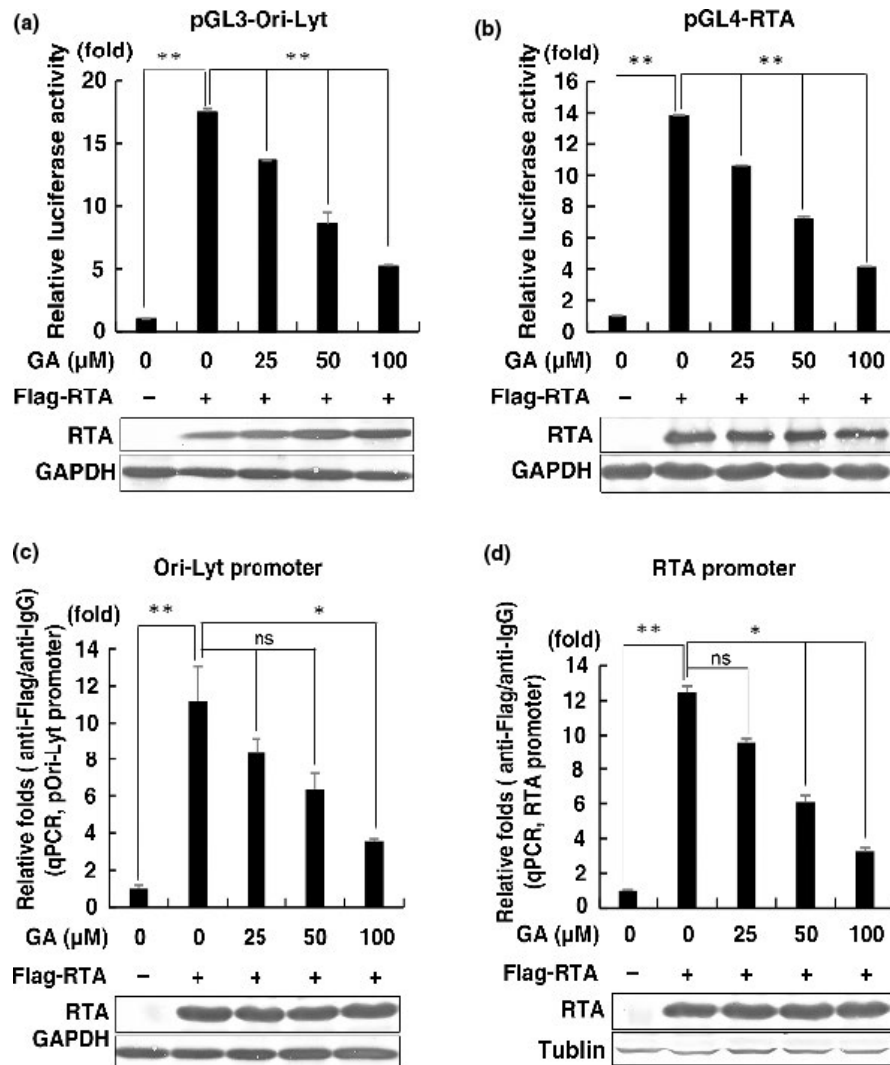 (a)
pGL3-Ori-Lyt
(fold)
** **
Relative luciferase activity
20
15
10
5
0
GA (µM) 0 0 25 50 100
Flag-RTA − + + + +
RTA
GAPDH
(b)
pGL4-RTA
(fold)
** **
Relative luciferase activity
16
14
12
10
8
6
4
2
0
GA (µM) 0 0 25 50 100
Flag-RTA − + + + +
RTA
GAPDH
(c)
Ori-Lyt promoter
(fold)
** *
ns
Relative folds ( anti-Flag/anti-IgG)
(qPCR, pOri-Lyt promoter)
14
12
10
8
6
4
2
0
GA (µM) 0 0 25 50 100
Flag-RTA − + + + +
RTA
GAPDH
(d)
RTA promoter
(fold)
** *
ns
Relative folds ( anti-Flag/anti-IgG)
(qPCR, RTA promoter)
14
12
10
8
6
4
2
0
GA (µM) 0 0 25 50 100
Flag-RTA − + + + +
RTA
Tublin